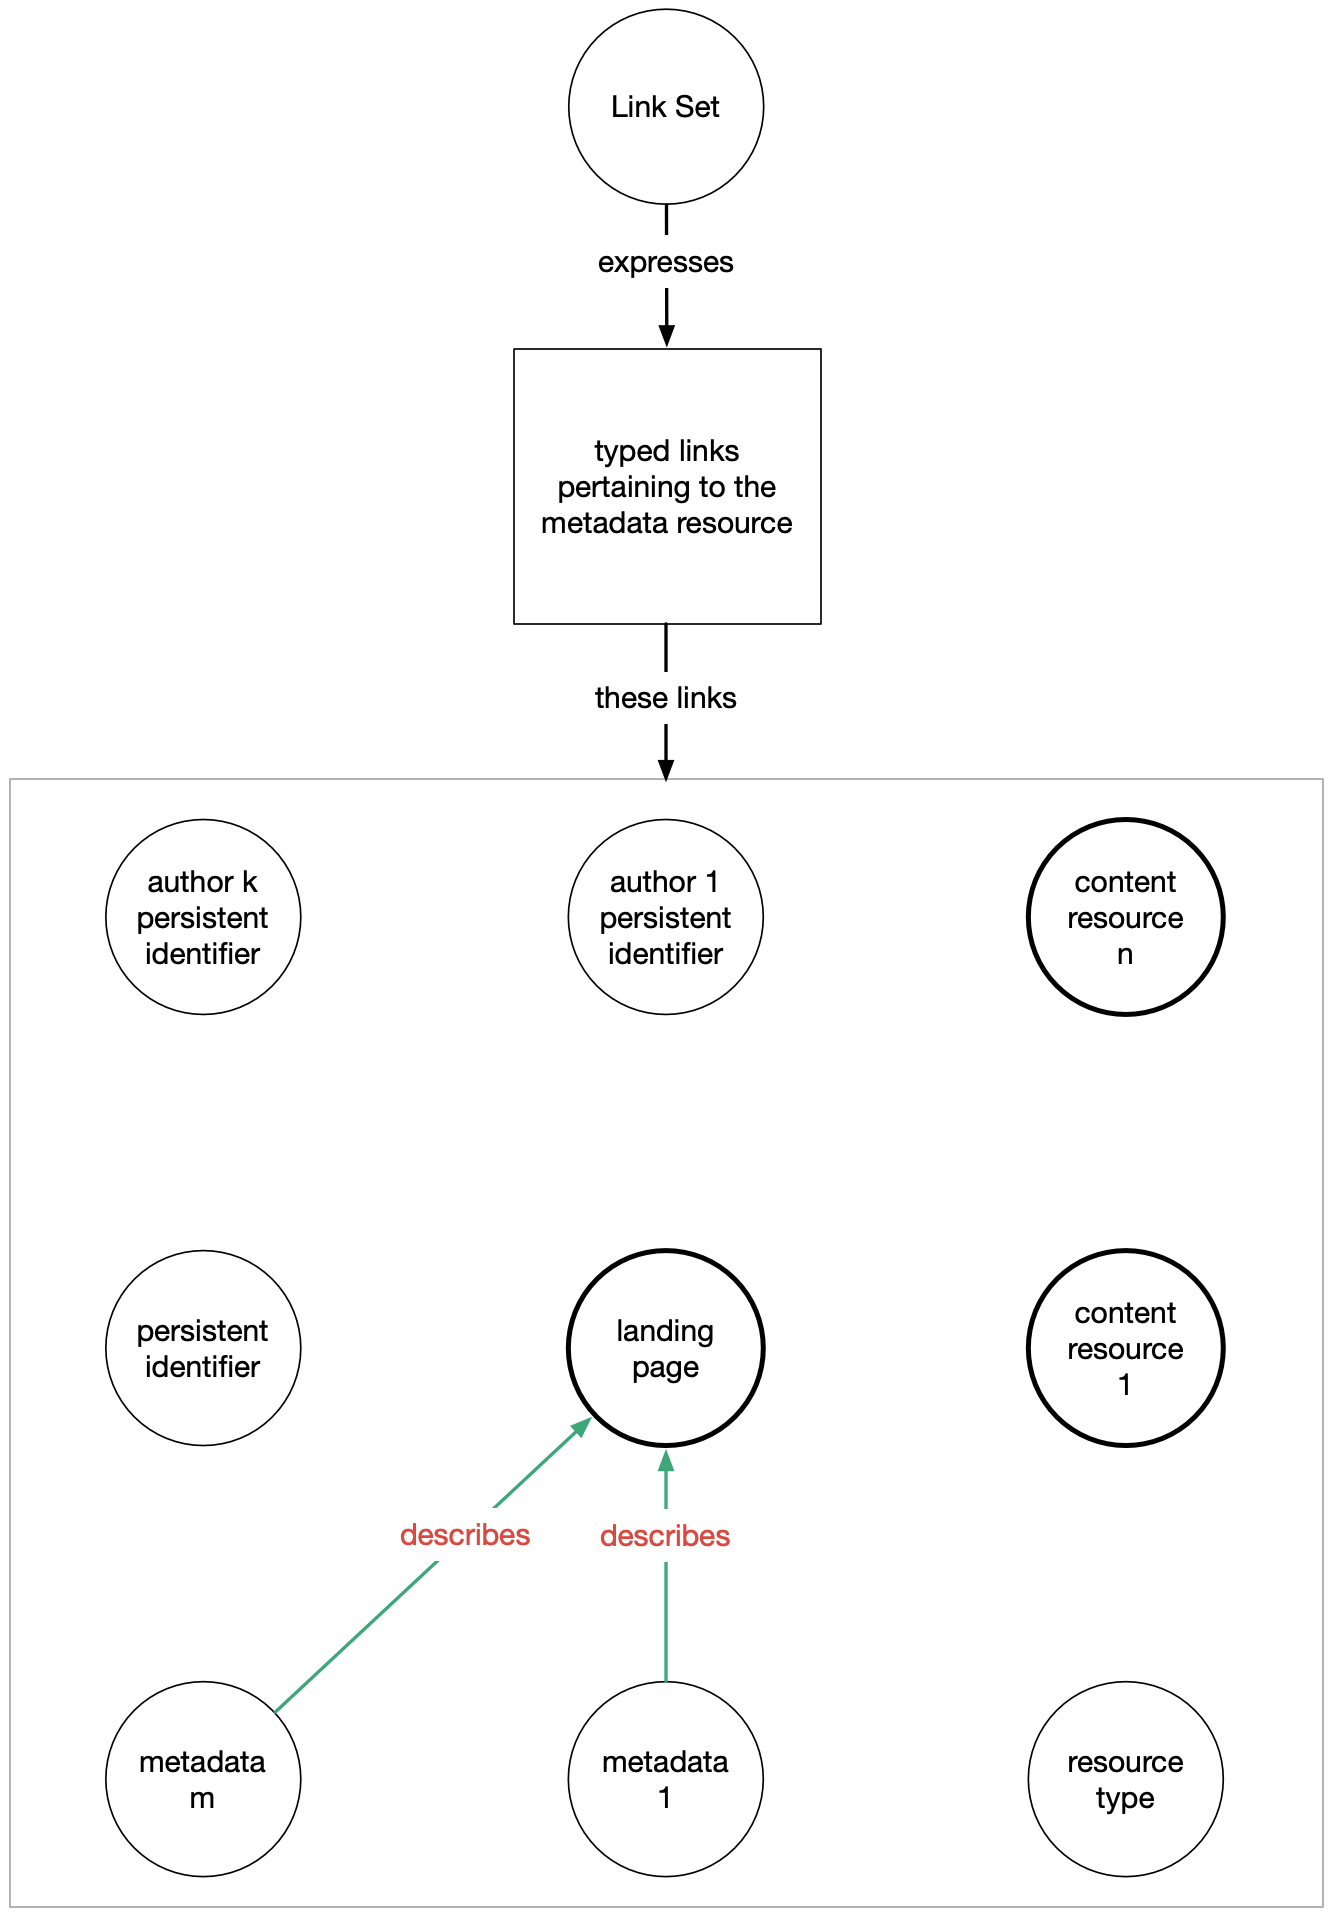 Link Set
expresses
typed links
pertaining to the
metadata resource
these links
author k
persistent
identifier
author 1
persistent
identifier
content
resource
n
persistent
identifier
landing
page
content
resource
1
describes
describes
metadata
m
metadata
1
resource
type